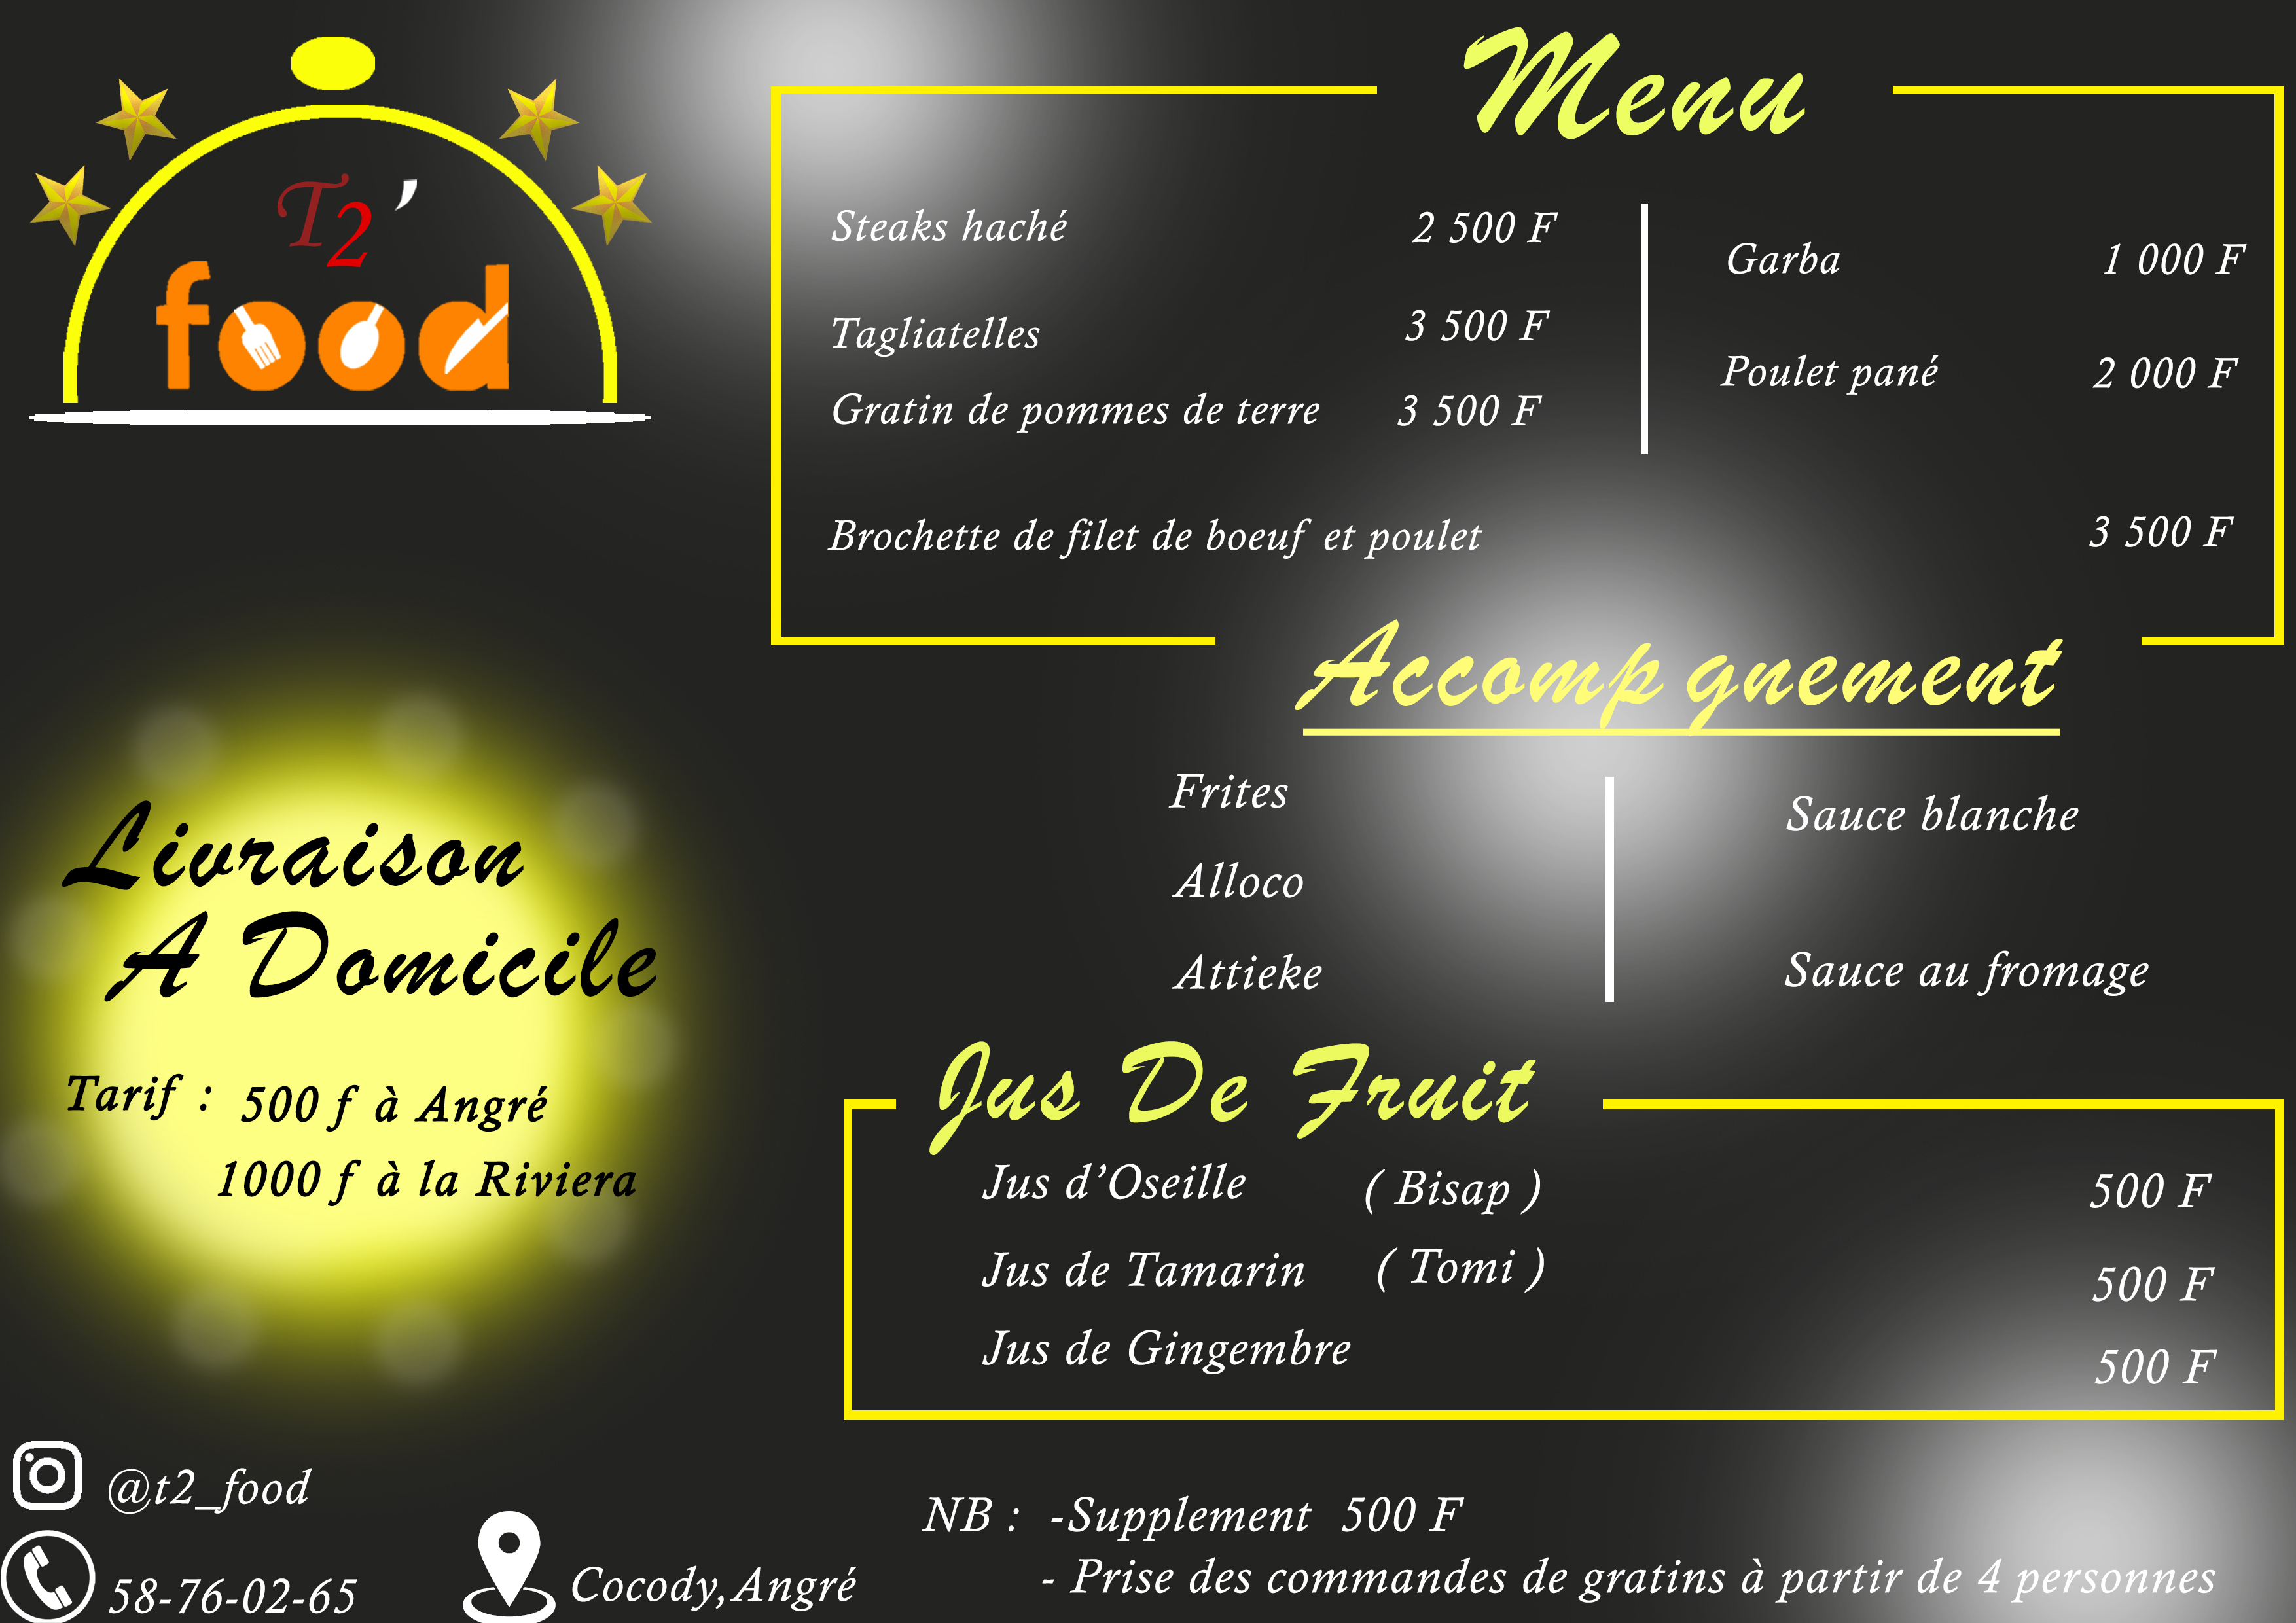 T2'
food
Menu
Steaks haché 2 500 F
Tagliatelles 3 500 F
Gratin de pommes de terre 3 500 F
Garba 1 000 F
Poulet pané 2 000 F
Brochette de filet de boeuf et poulet 3 500 F
Accomp gnement
Frites
Alloco
Attieke
Sauce blanche
Sauce au fromage
Livraison
A Domicile
Tarif : 500 f à Angré
1000 f à la Riviera
Jus De Fruit
Jus d'Oseille ( Bisap ) 500 F
Jus de Tamarin ( Tomi ) 500 F
Jus de Gingembre 500 F
@t2_food
58-76-02-65
Cocody,Angré
NB : -Supplement 500 F
- Prise des commandes de gratins à partir de 4 personnes